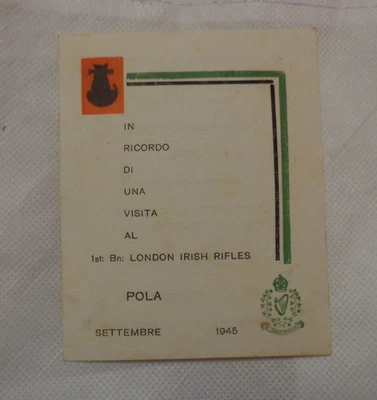 IN
RICORDO
DI
UNA
VISITA
AL
1st: Bn: LONDON IRISH RIFLES
POLA
SETTEMBRE 1945